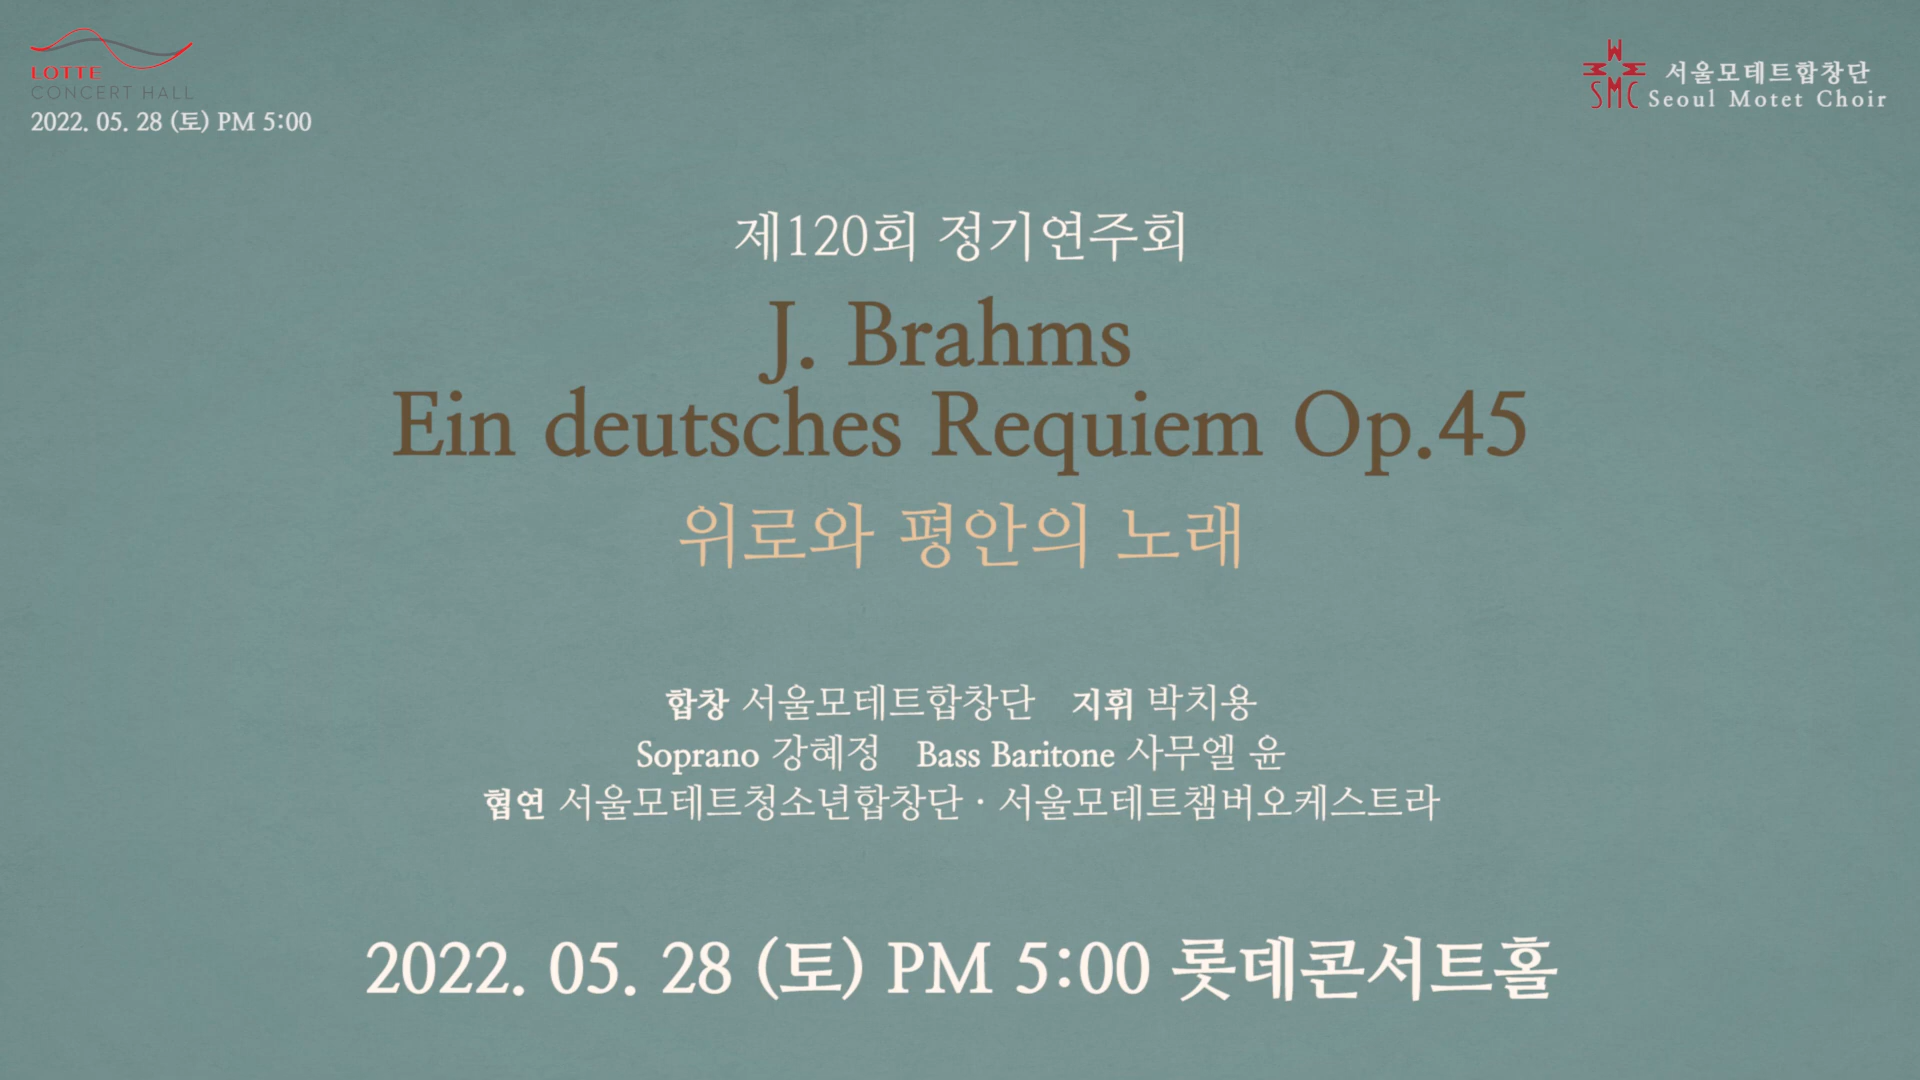 LOTTE
CONCERT HALL
2022. 05. 28 (토) PM 5:00
SMC
서울모테트합창단
Seoul Motet Choir
제120회 정기연주회
J. Brahms
Ein deutsches Requiem Op.45
위로와 평안의 노래
합창 서울모테트합창단 지휘 박치용
Soprano 강혜정 Bass Baritone 사무엘 윤
협연 서울모테트청소년합창단 · 서울모테트챔버오케스트라
2022. 05. 28 (토) PM 5:00 롯데콘서트홀